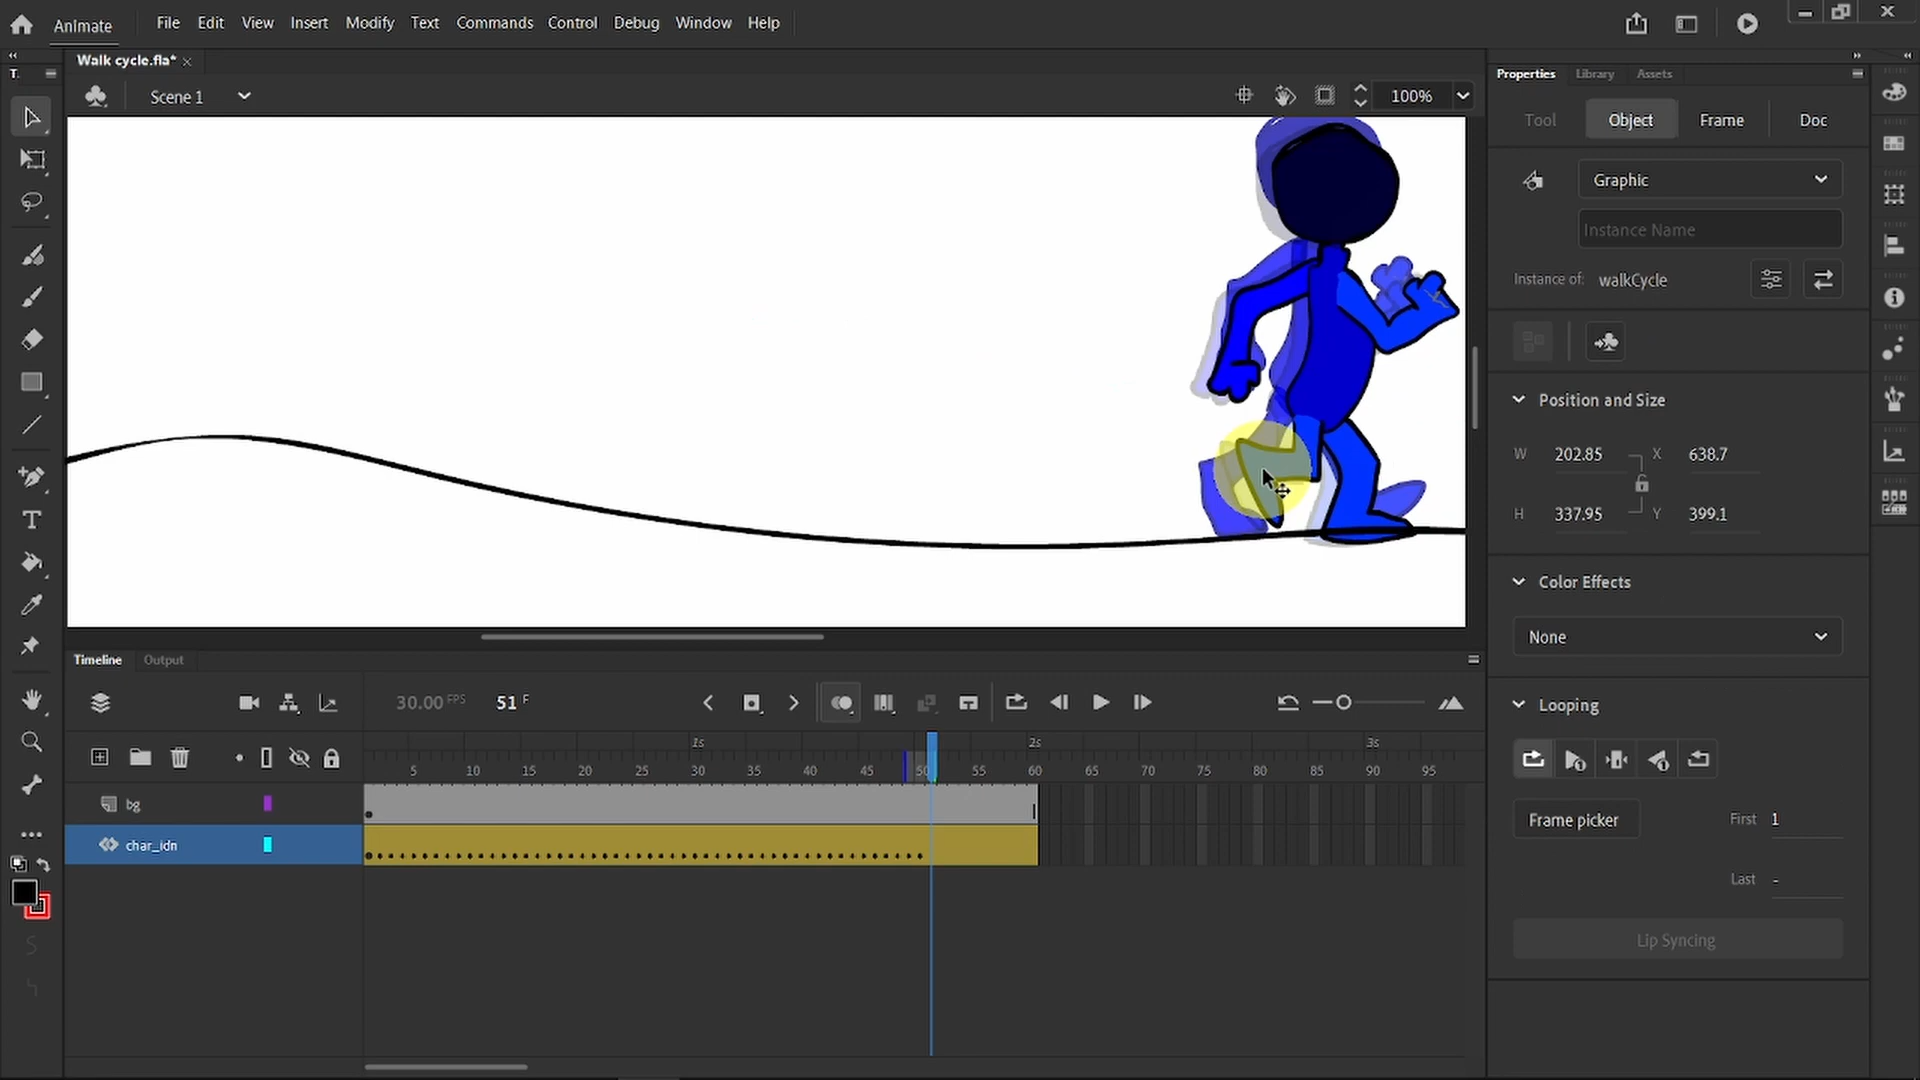 Animate File Edit View Insert Modify Text Commands Control Debug Window Help
Walk cycle.fla*
T.
Scene 1
100%
Properties Library Assets
Tool Object Frame Doc
Graphic
Instance Name
Instance of: walkCycle
Position and Size
W 202.85 X 638.7
H 337.95 Y 399.1
Color Effects
None
Looping
Frame picker First 1
Last -
Lip Syncing
Timeline Output
30.00 FPS 51 F
1s 2s 3s
5 10 15 20 25 30 35 40 45 50 55 60 65 70 75 80 85 90 95
bg
char_idn